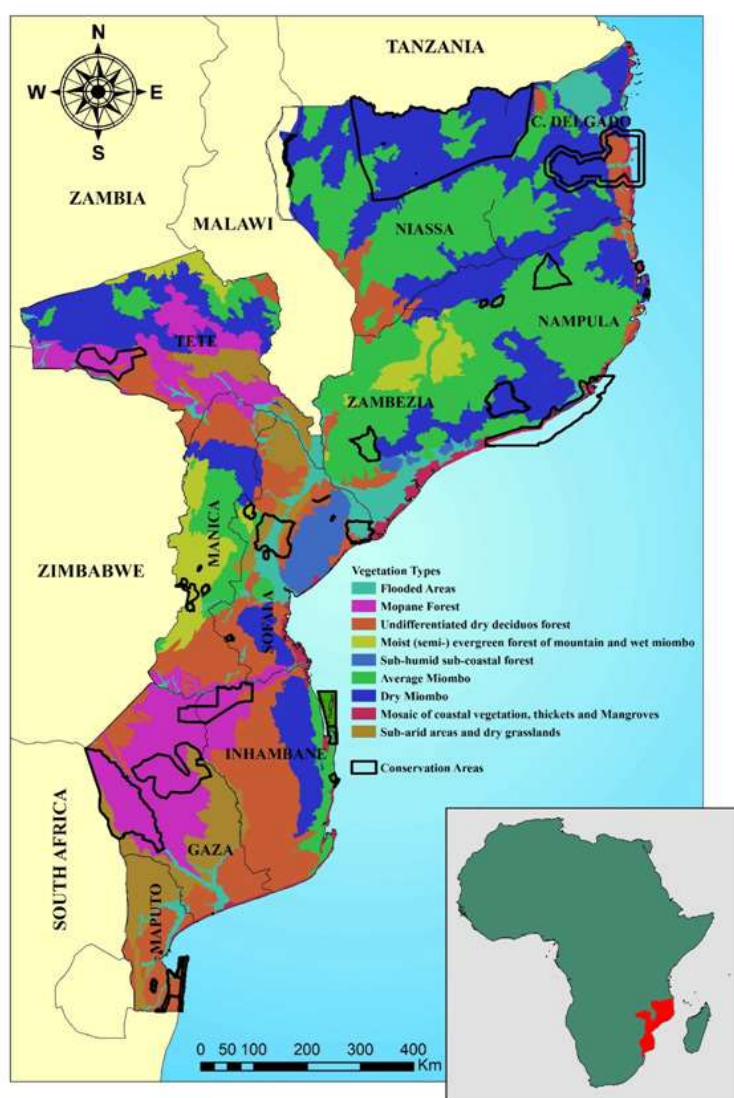 N
W E
S
TANZANIA
C. DELGADO
ZAMBIA
MALAWI
NIASSA
NAMPULA
TETE
ZAMBEZIA
MANICA
ZIMBABWE
SOFALA
Vegetation Types
Flooded Areas
Mopane Forest
Undifferentiated dry deciduos forest
Moist (semi-) evergreen forest of mountain and wet miombo
Sub-humid sub-coastal forest
Average Miombo
Dry Miombo
Mosaic of coastal vegetation, thickets and Mangroves
Sub-arid areas and dry grasslands
Conservation Areas
INHAMBANE
SOUTH AFRICA
GAZA
MAPUTO
0 50 100 200 300 400
Km